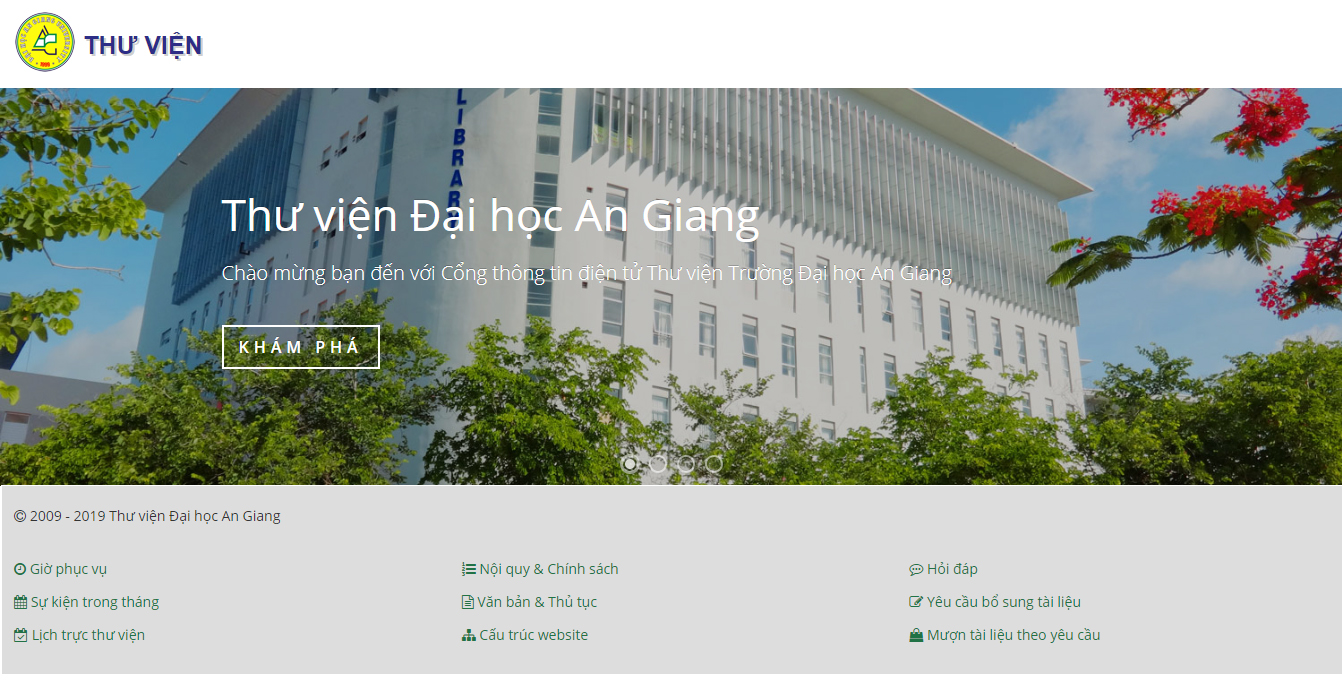 THƯ VIỆN
LIBRAR
Thư viện Đại học An Giang
Chào mừng bạn đến với Cổng thông tin điện tử Thư viện Trường Đại học An Giang
KHÁM PHÁ
© 2009 - 2019 Thư viện Đại học An Giang
Giờ phục vụ
Nội quy & Chính sách
Hỏi đáp
Sự kiện trong tháng
Văn bản & Thủ tục
Yêu cầu bổ sung tài liệu
Lịch trực thư viện
Cấu trúc website
Mượn tài liệu theo yêu cầu